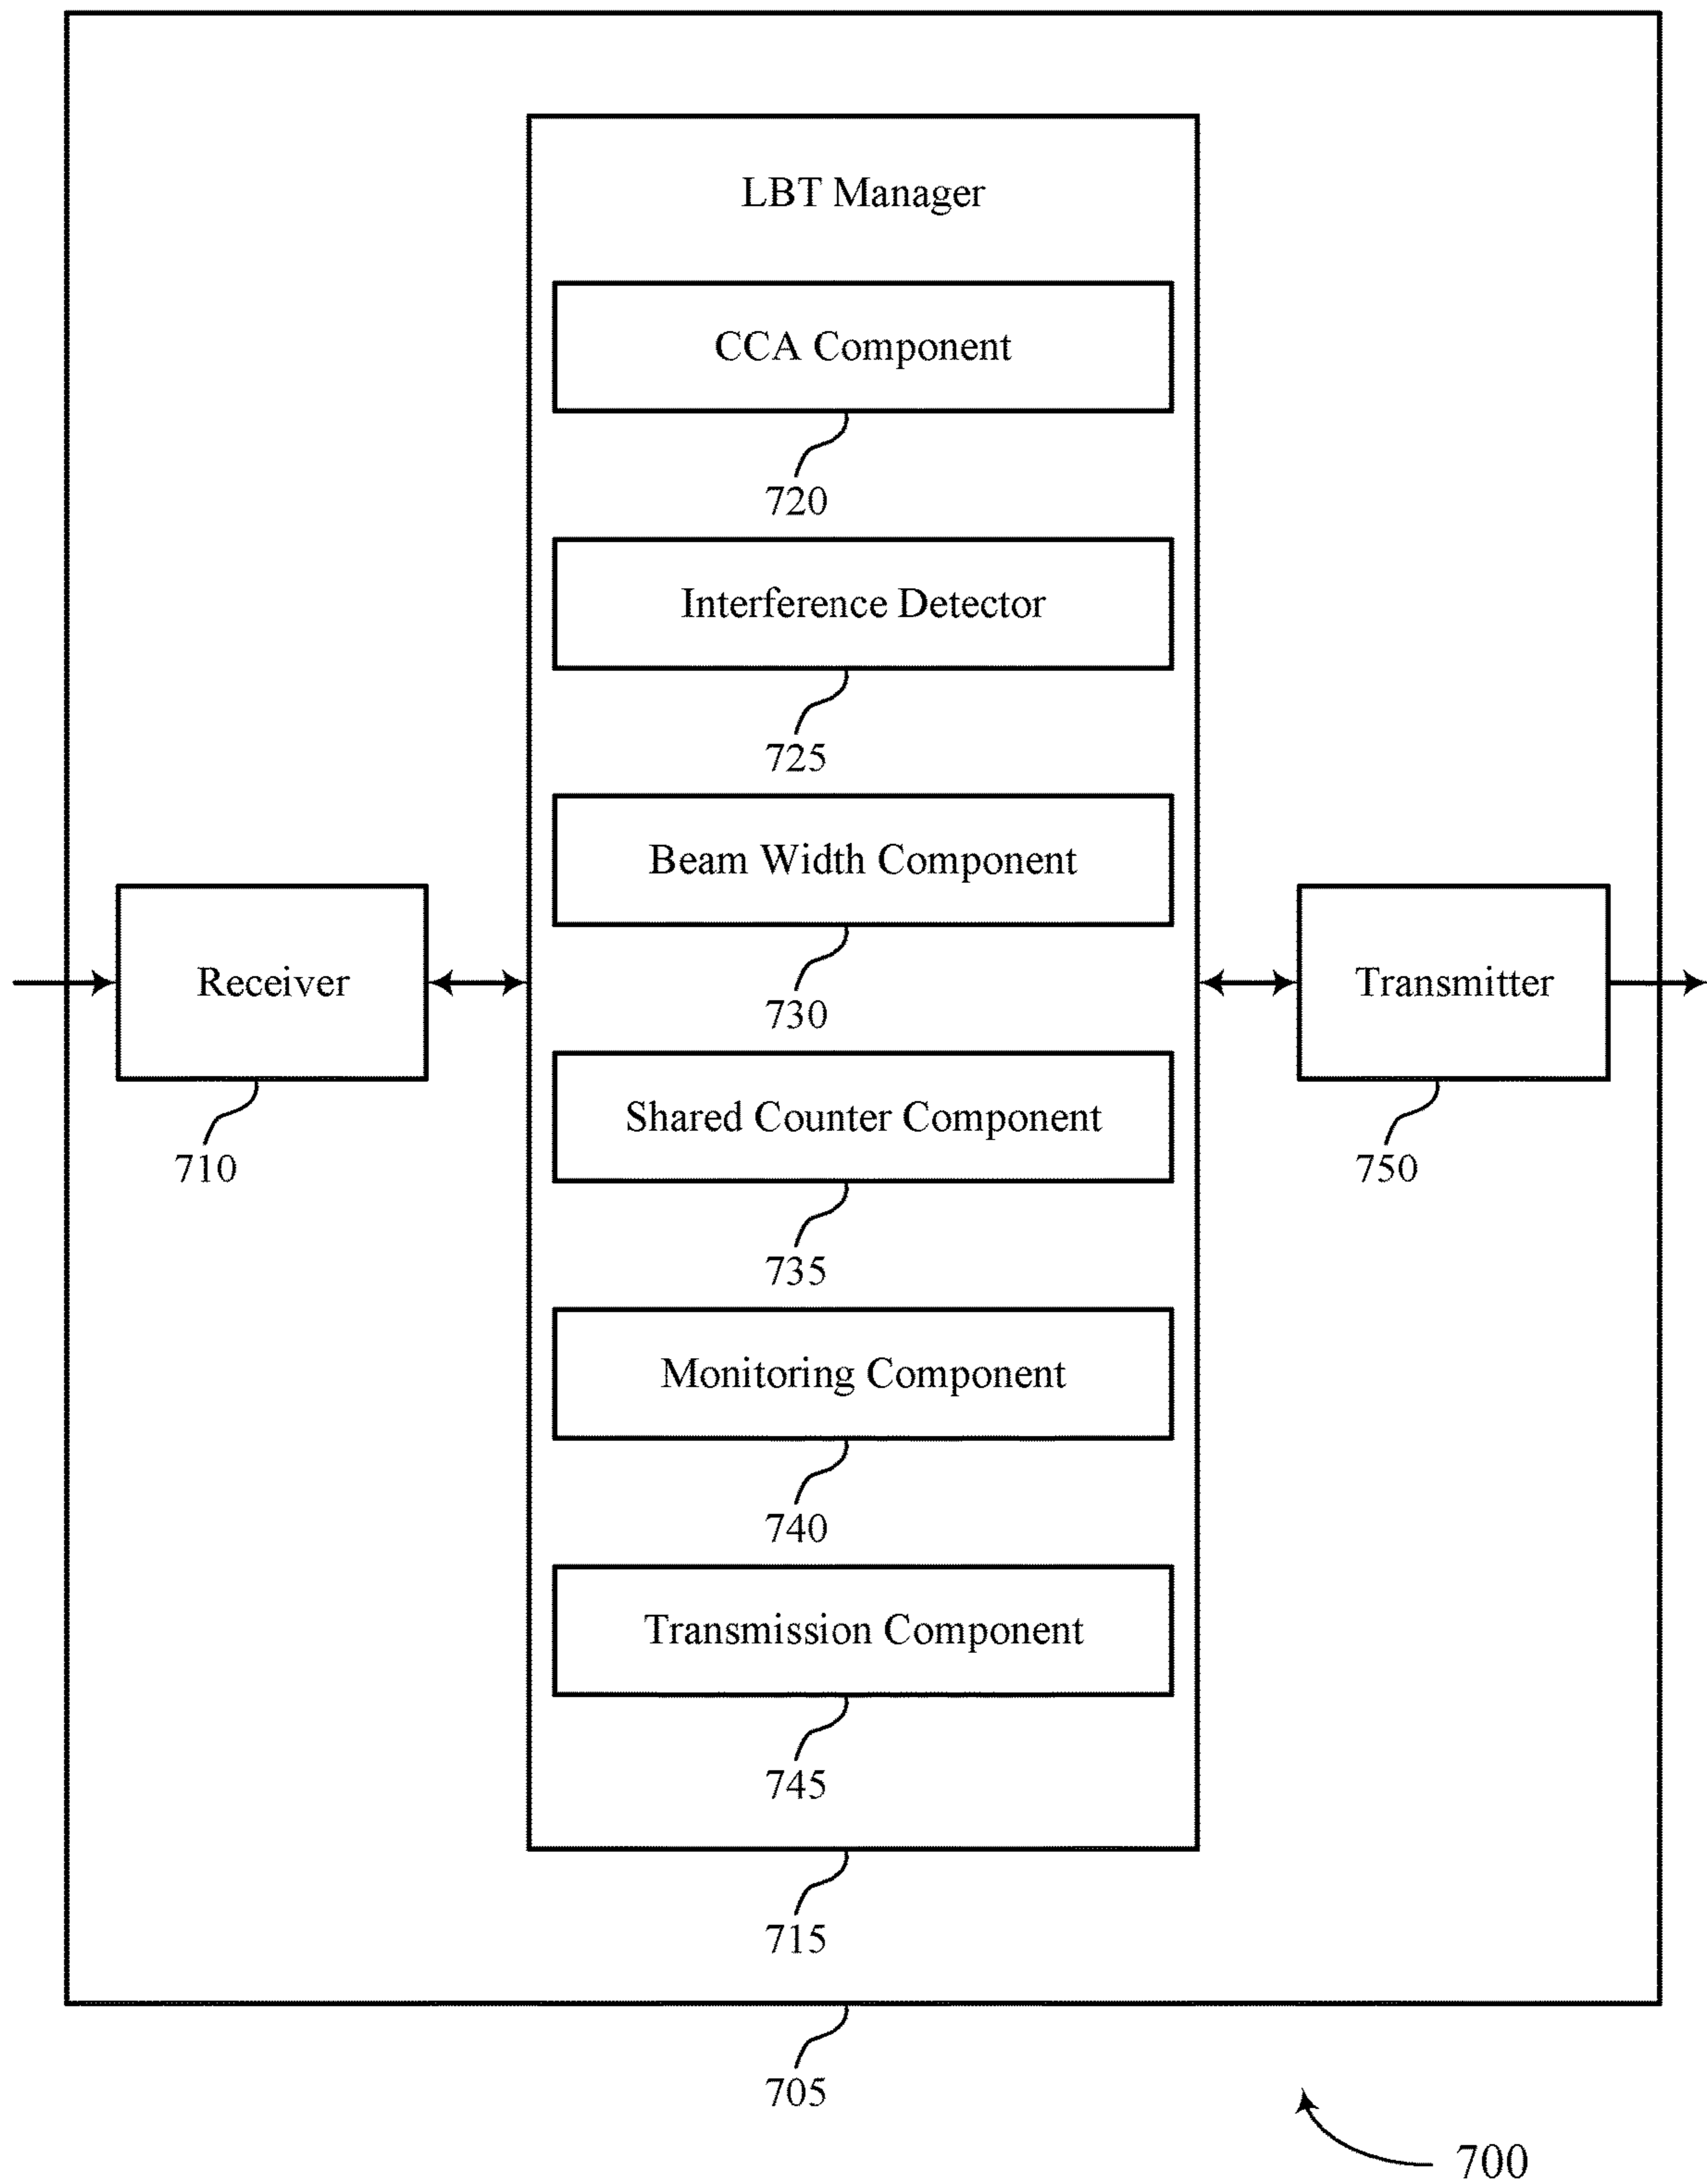 LBT Manager
CCA Component
720
Interference Detector
725
Beam Width Component
730
Receiver
710
Transmitter
750
Shared Counter Component
735
Monitoring Component
740
Transmission Component
745
715
705
700